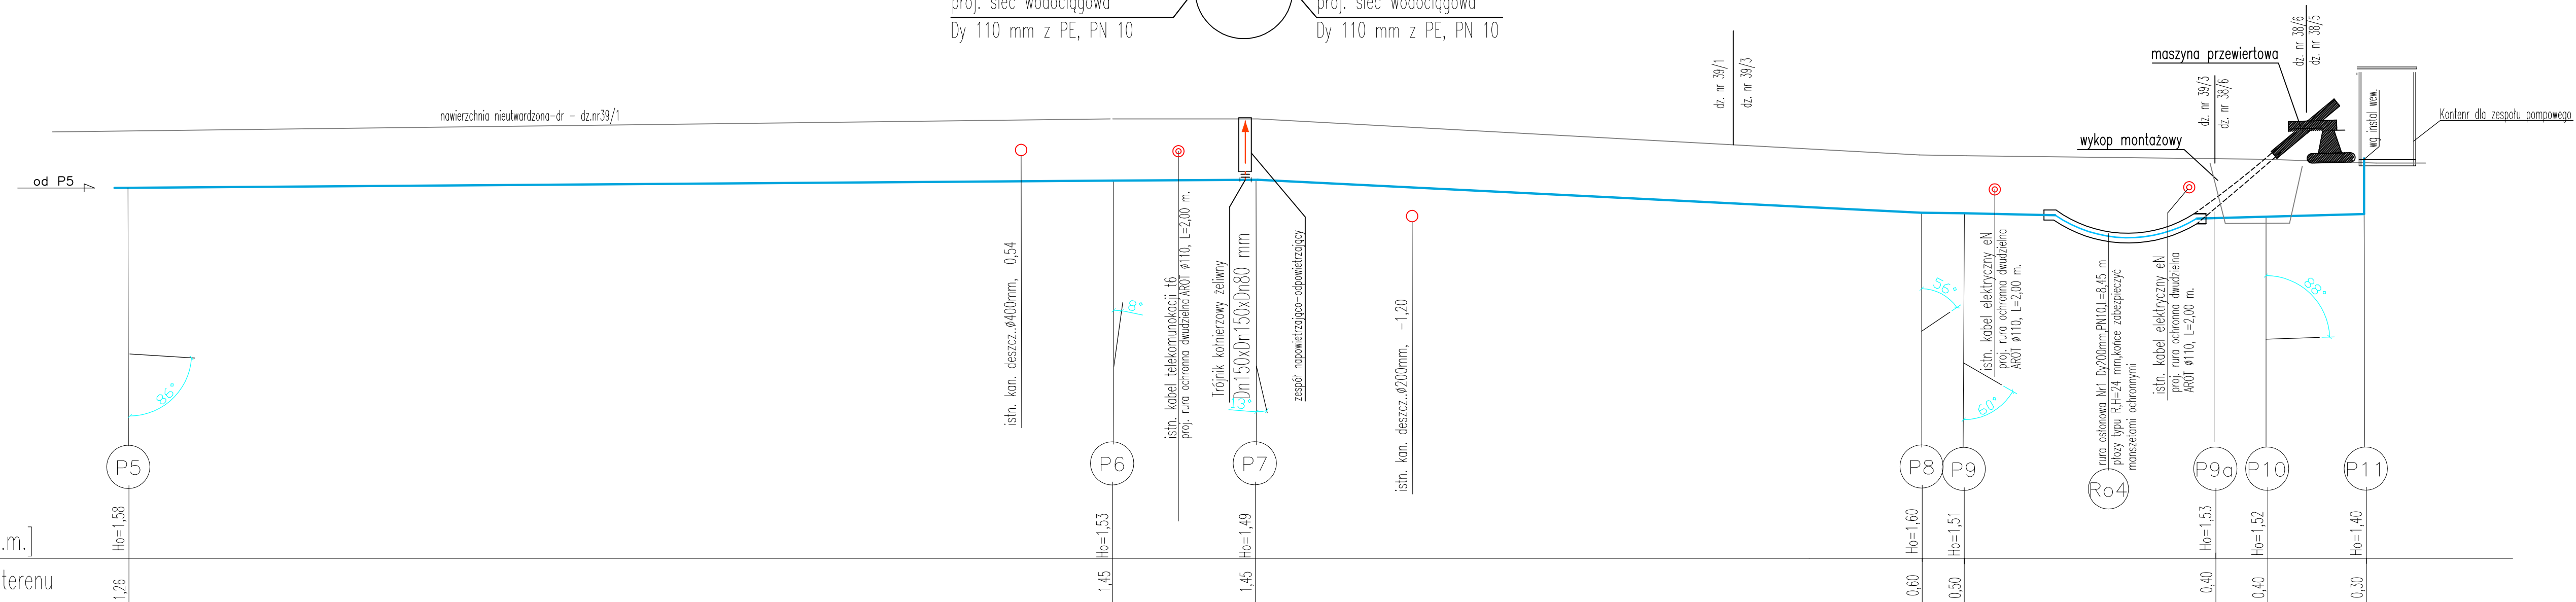 proj. sieć wodociągowa
Dy 110 mm z PE, PN 10
proj. sieć wodociągowa
Dy 110 mm z PE, PN 10
nawierzchnia nieutwardzona-dr - dz.nr39/1
dz. nr 39/1
dz. nr 39/3
dz. nr 38/6
dz. nr 38/5
maszyna przewiertowa
dz. nr 39/3
dz. nr 38/6
wykop montażowy
wg instal wew.
Kontenr dla zespołu pompowego
od P5
istn. kan. deszcz..ø400mm, 0,54
istn. kabel telekomunokacji t6
proj. rura ochronna dwudzielna AROT ø110, L=2,00 m.
Trójnik kołnierzowy żeliwny
Dn150xDn150xDn80 mm
zespół napowietrzająco-odpowietrzający
istn. kan. deszcz..ø200mm, -1,20
istn. kabel elektryczny eN
proj. rura ochronna dwudzielna
AROT ø110, L=2,00 m.
rura osłonowa Nr1 Dy200mm,PN10,L=8,45 m
płozy typu R,H=24 mm,końce zabezpieczyć
manszetami ochronnymi
istn. kabel elektryczny eN
proj. rura ochronna dwudzielna
AROT ø110, L=2,00 m.
86°
8°
13°
56°
60°
88°
P5
P6
P7
P8
P9
Ro4
P9a
P10
P11
Ho=1,58
Ho=1,53
Ho=1,49
Ho=1,60
Ho=1,51
Ho=1,53
Ho=1,52
Ho=1,40
.m.]
terenu
1,26
1,45
1,45
0,60
0,50
0,40
0,40
0,30